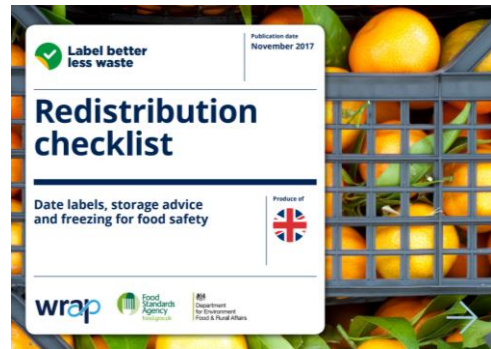 Label better
less waste
Publication date
November 2017
Redistribution
checklist
Date labels, storage advice
and freezing for food safety
Produce of
wrap
Food
Standards
Agency
food.gov.uk
Department
for Environment
Food & Rural Affairs